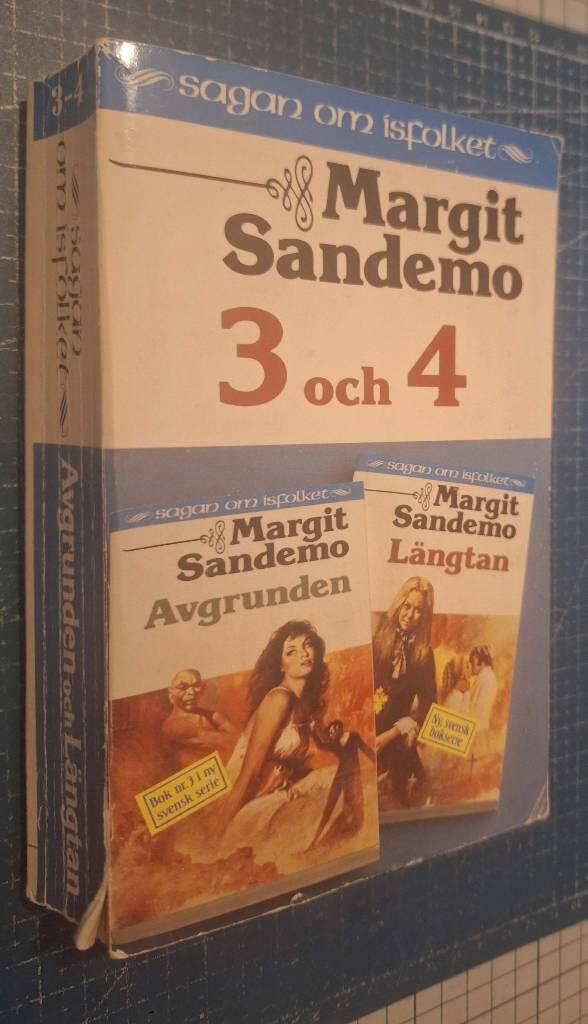 sagan om isfolket
Margit
Sandemo
3 och 4
sagan om isfolket
Margit
Sandemo
Avgrunden
Bok nr. 3 i ny
svensk serie
sagan om isfolket
Margit
Sandemo
Längtan
Ny svensk
bokserie
3-4
sagan
om isfolket
Avgrunden och Längtan